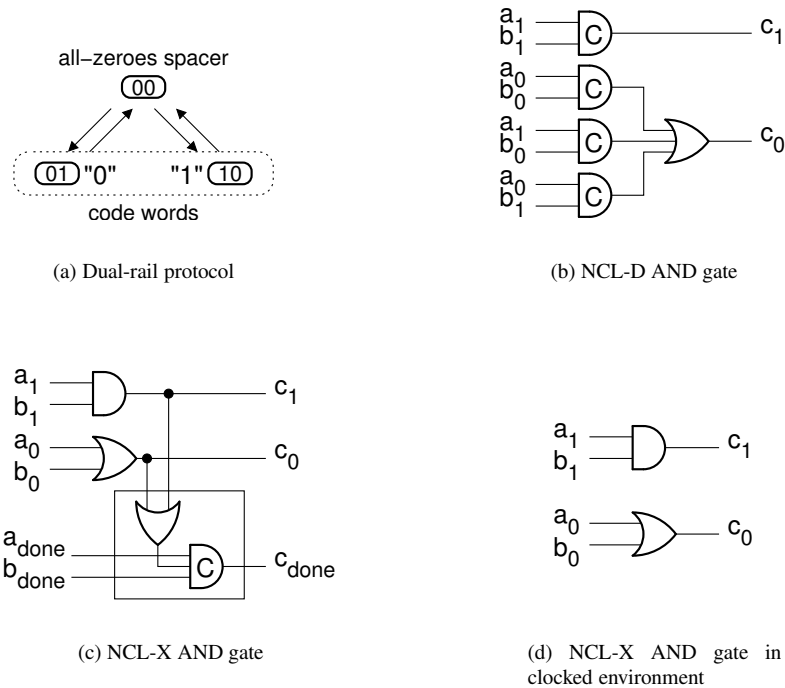 all−zeroes spacer
00
01 "0" "1" 10
code words
(a) Dual-rail protocol
a1
b1
C
c1
a0
b0
C
a1
b0
C
c0
a0
b1
C
(b) NCL-D AND gate
a1
b1
c1
a0
b0
c0
adone
bdone
C
cdone
(c) NCL-X AND gate
a1
b1
c1
a0
b0
c0
(d) NCL-X AND gate in
clocked environment